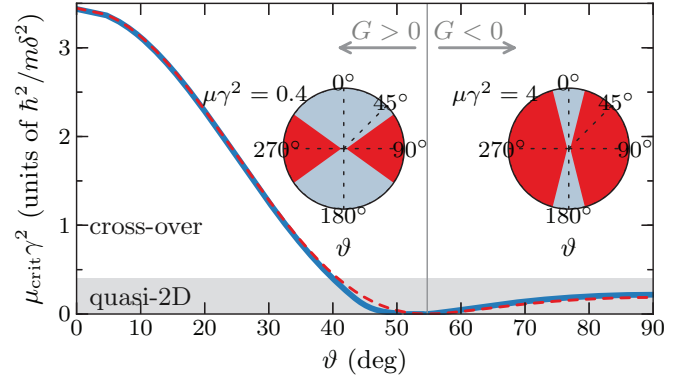 μ_crit γ² (units of ħ²/mδ²)
3
2
1
0
G > 0
G < 0
μγ² = 0.4
0°
45°
270°
90°
180°
ϑ
μγ² = 4
0°
45°
270°
90°
180°
ϑ
cross-over
quasi-2D
0 10 20 30 40 50 60 70 80 90
ϑ (deg)